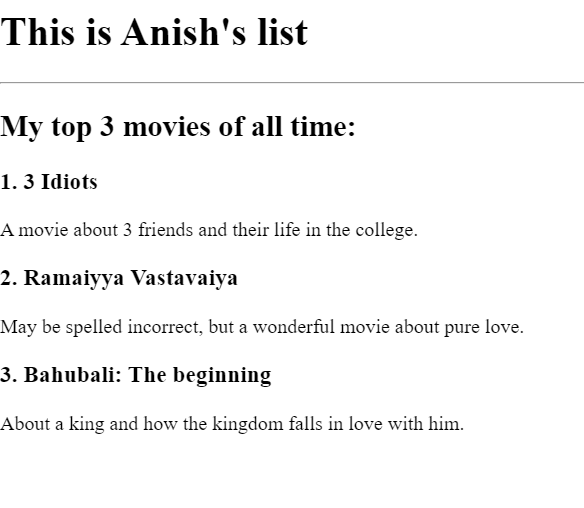 This is Anish's list
My top 3 movies of all time:
1. 3 Idiots
A movie about 3 friends and their life in the college.
2. Ramaiyya Vastavaiya
May be spelled incorrect, but a wonderful movie about pure love.
3. Bahubali: The beginning
About a king and how the kingdom falls in love with him.